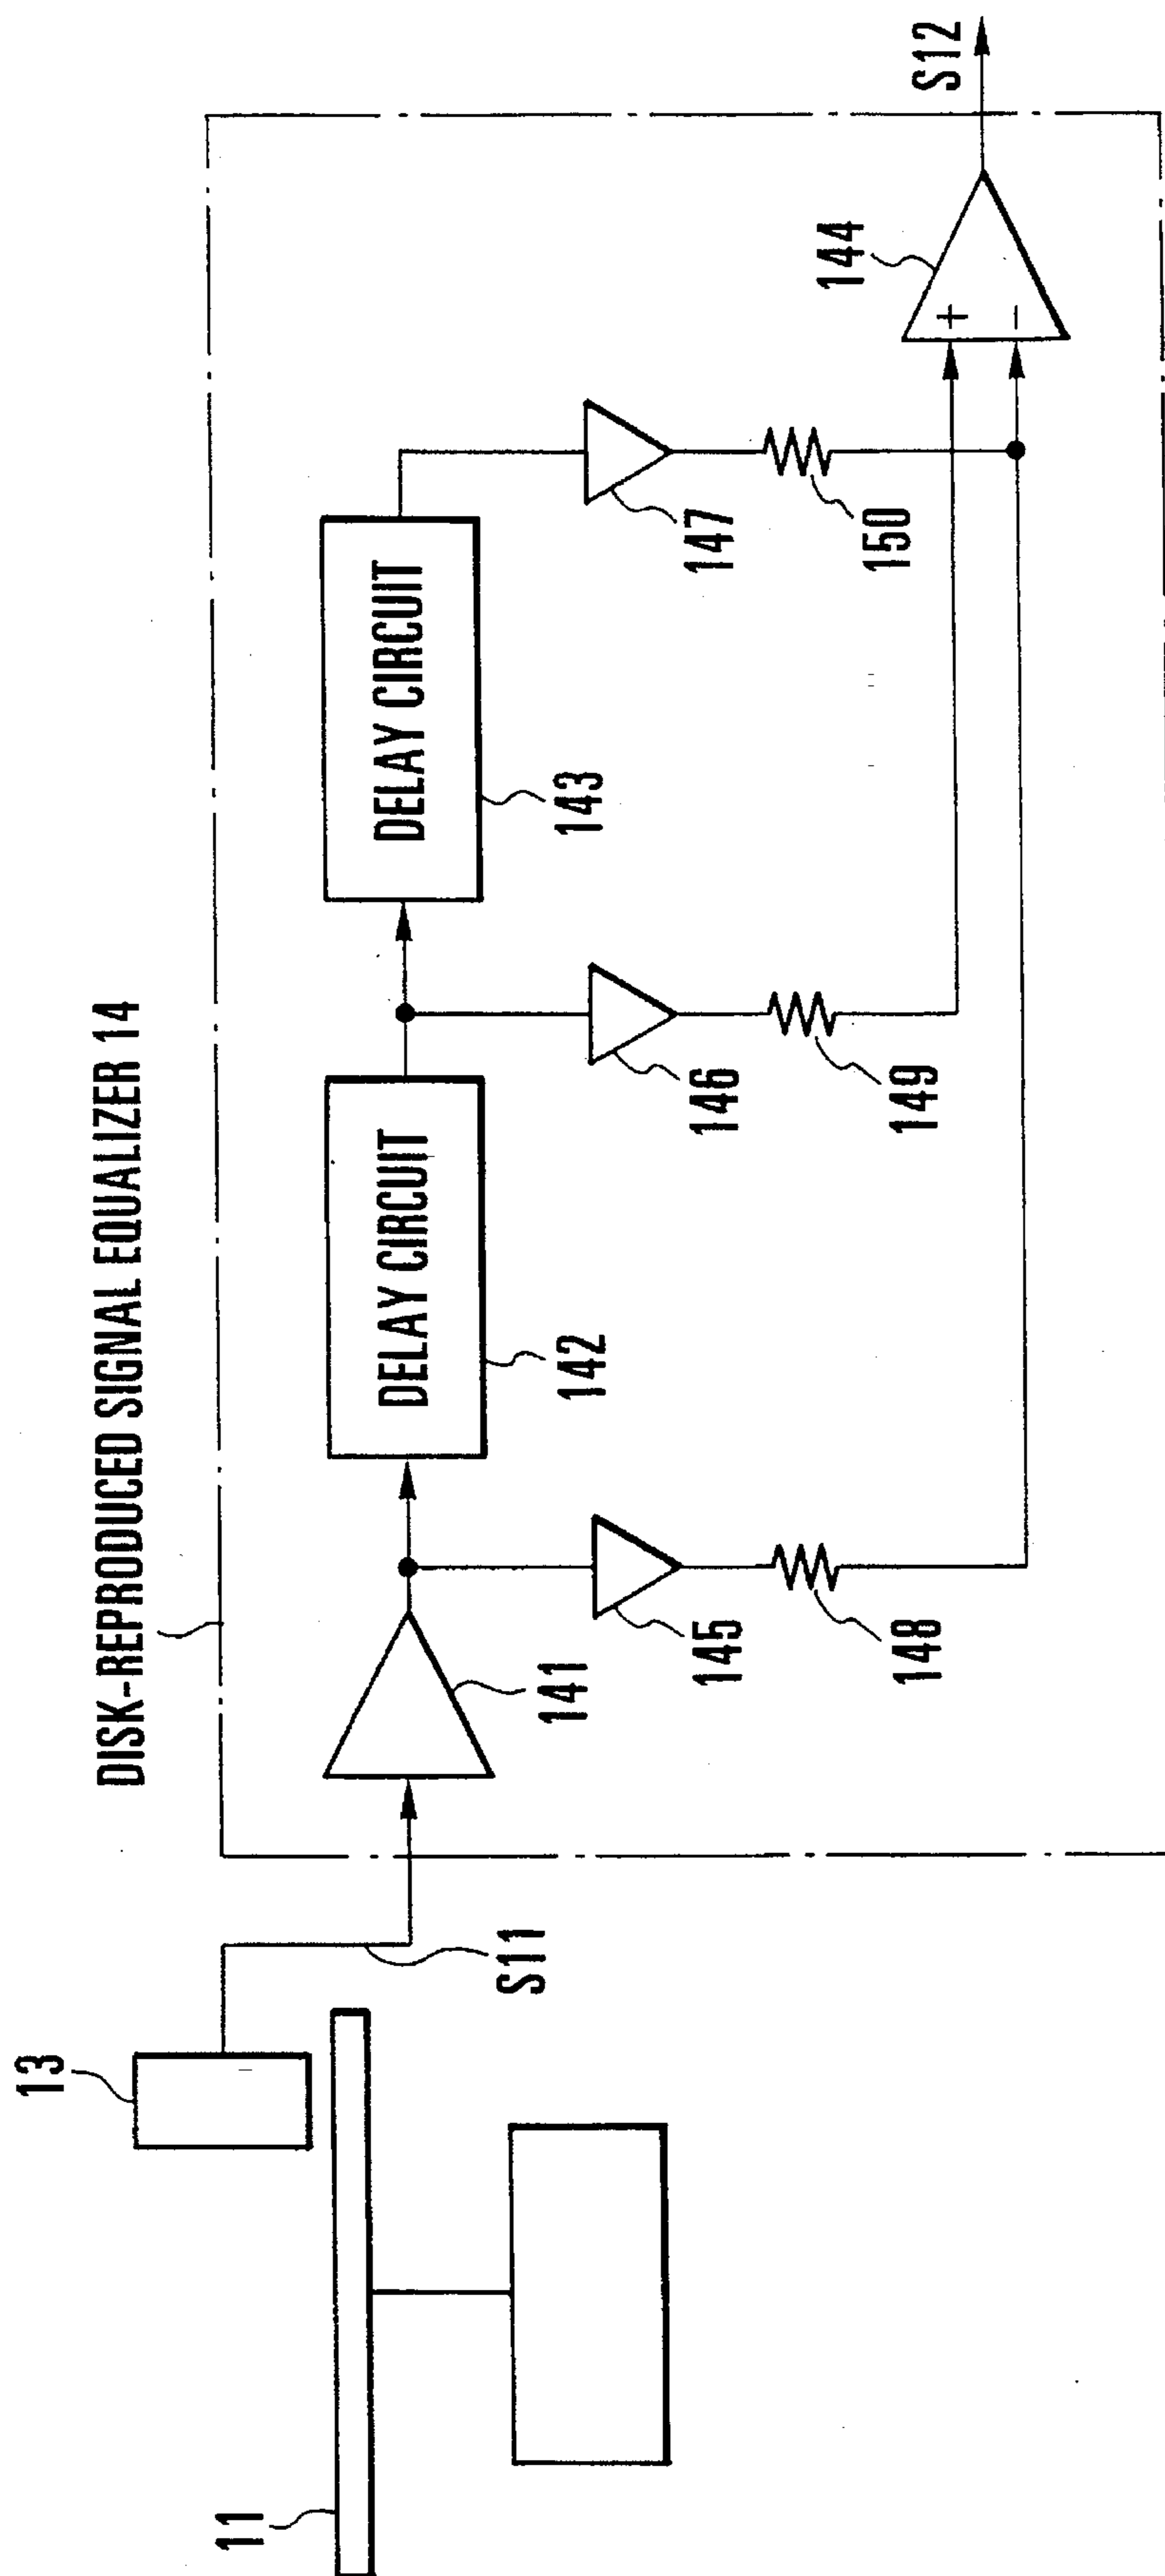 DISK-REPRODUCED SIGNAL EQUALIZER 14
13
11
S11
141
DELAY CIRCUIT
142
DELAY CIRCUIT
143
145
146
147
148
149
150
144
+
−
S12